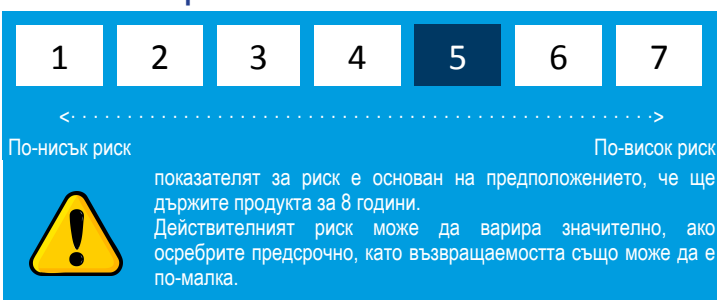 1 2 3 4 5 6 7
<· · · · · · · · · · · · · · · · · · · · · · · · · · · · · · · · · · · · · · · · · · · · · · · · · · · · · ·>
По-нисък риск По-висок риск
показателят за риск е основан на предположението, че ще
държите продукта за 8 години.
Действителният риск може да варира значително, ако
осребрите предсрочно, като възвращаемостта също може да е
по-малка.